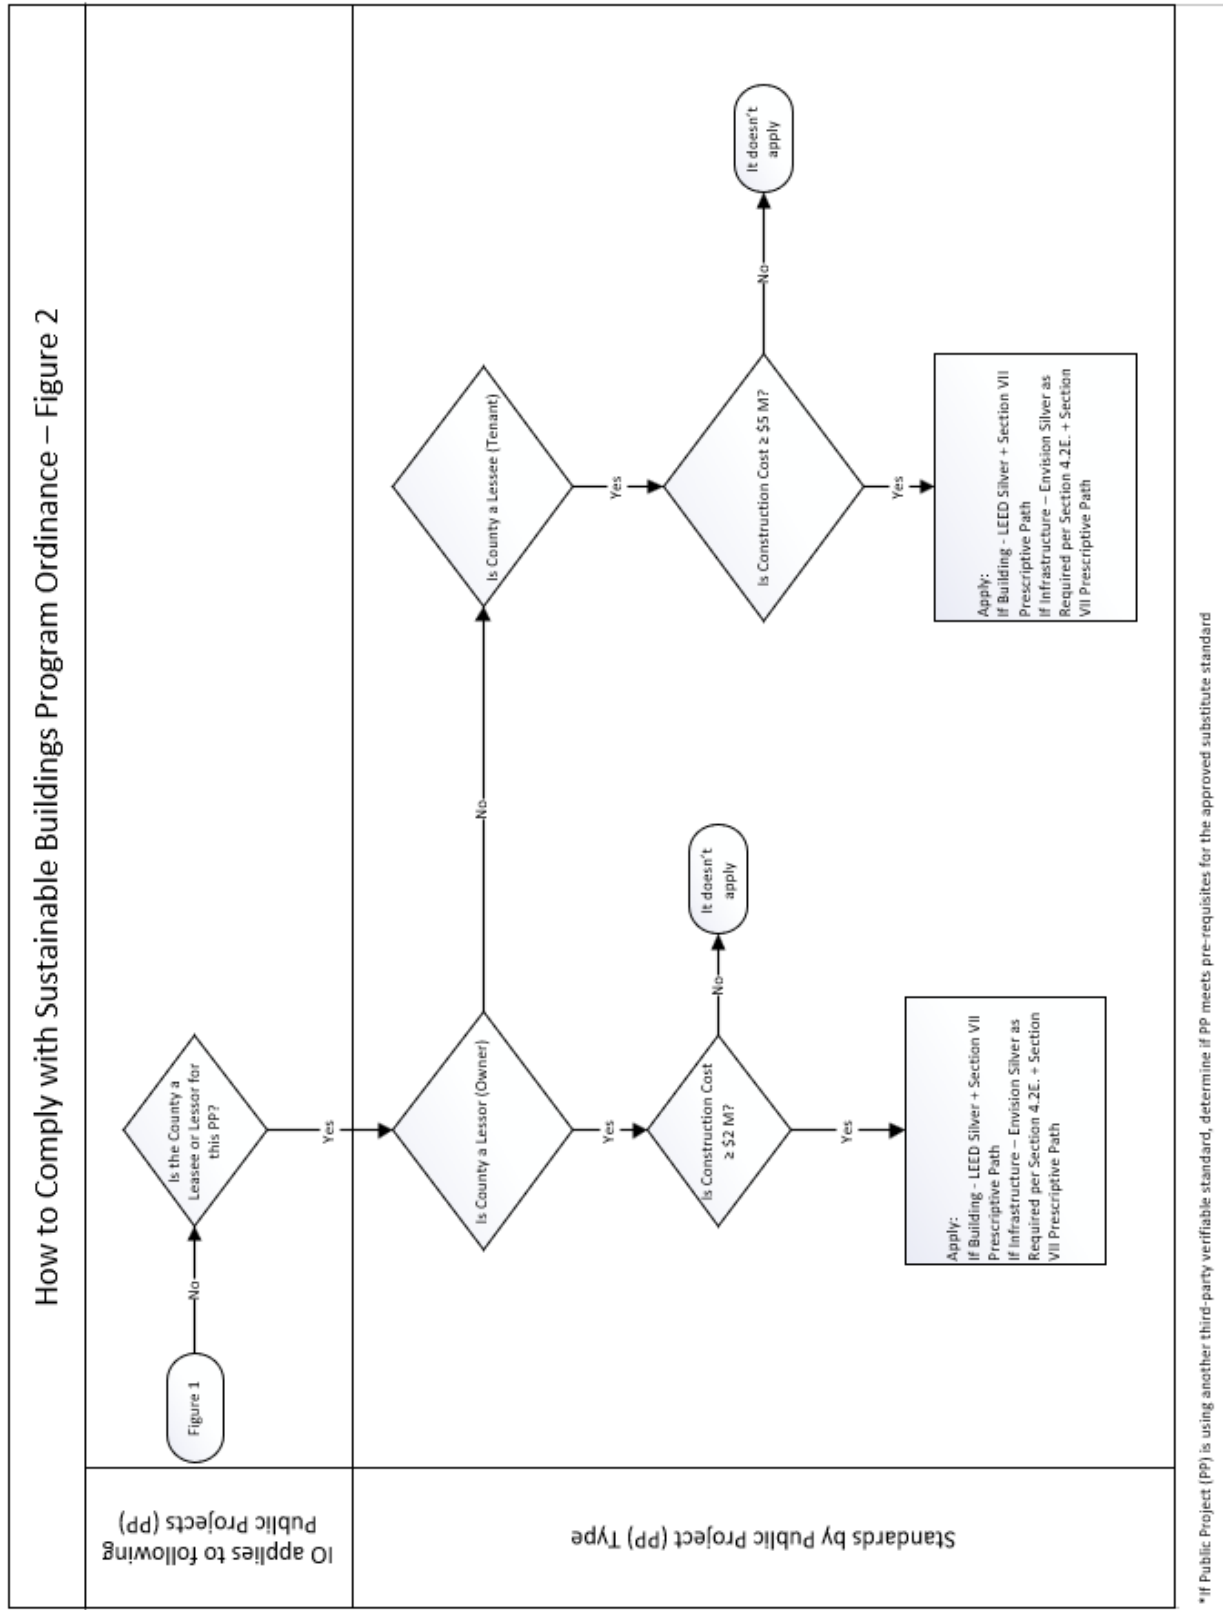 How to Comply with Sustainable Buildings Program Ordinance – Figure 2
IO applies to following
Public Projects (PP)
Figure 1
No
Is the County a
Leasee or Lessor for
this PP?
Yes
Standards by Public Project (PP) Type
Is County a Lessor (Owner)
No
Is County a Lessee (Tenant)
Yes
Is Construction Cost
≥ $2 M?
No
It doesn't
apply
Yes
Apply:
If Building - LEED Silver + Section VII
Prescriptive Path
If Infrastructure – Envision Silver as
Required per Section 4.2E. + Section
VII Prescriptive Path
Yes
Is Construction Cost ≥ $5 M?
No
It doesn't
apply
Yes
Apply:
If Building - LEED Silver + Section VII
Prescriptive Path
If Infrastructure – Envision Silver as
Required per Section 4.2E. + Section
VII Prescriptive Path
*If Public Project (PP) is using another third-party verifiable standard, determine if PP meets pre-requisites for the approved substitute standard